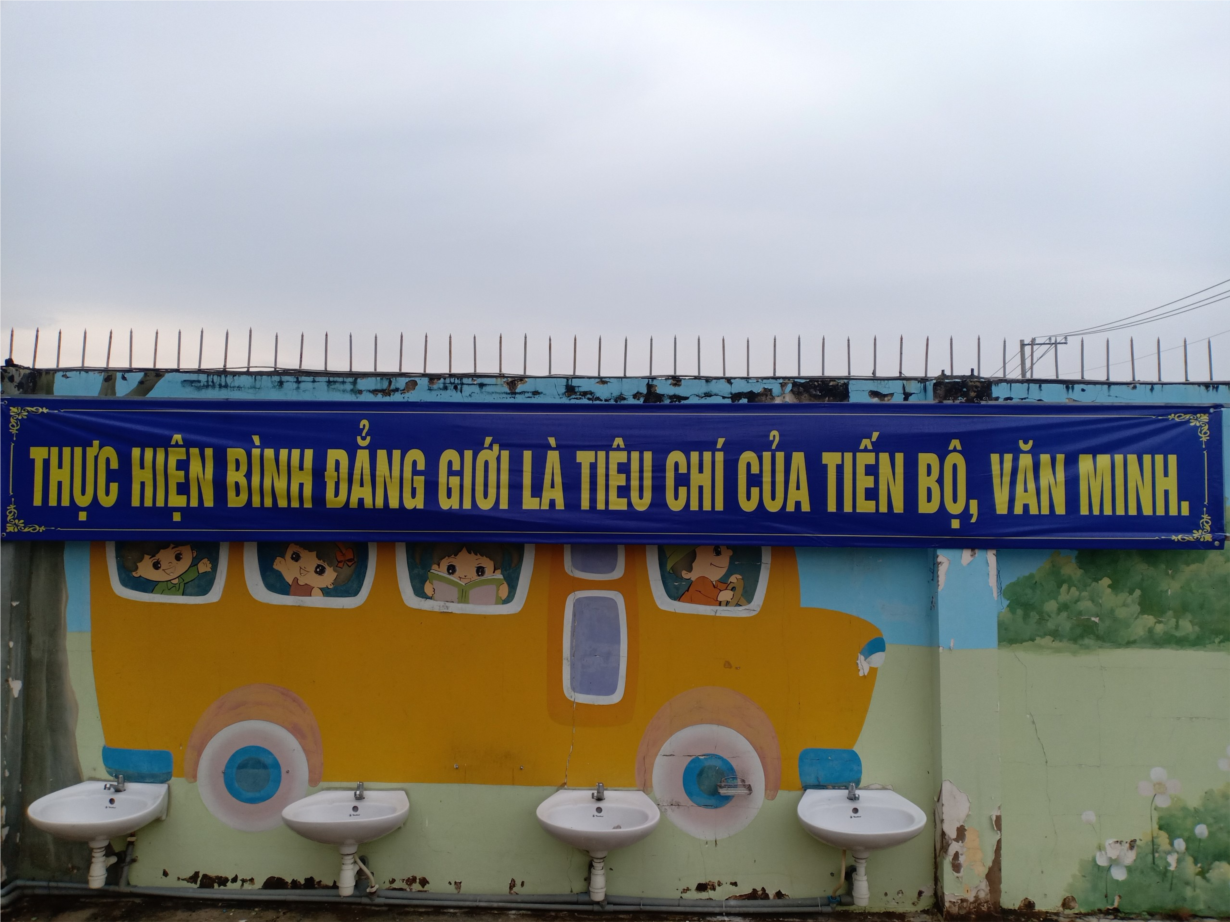 THỰC HIỆN BÌNH ĐẲNG GIỚI LÀ TIÊU CHÍ CỦA TIẾN BỘ, VĂN MINH.